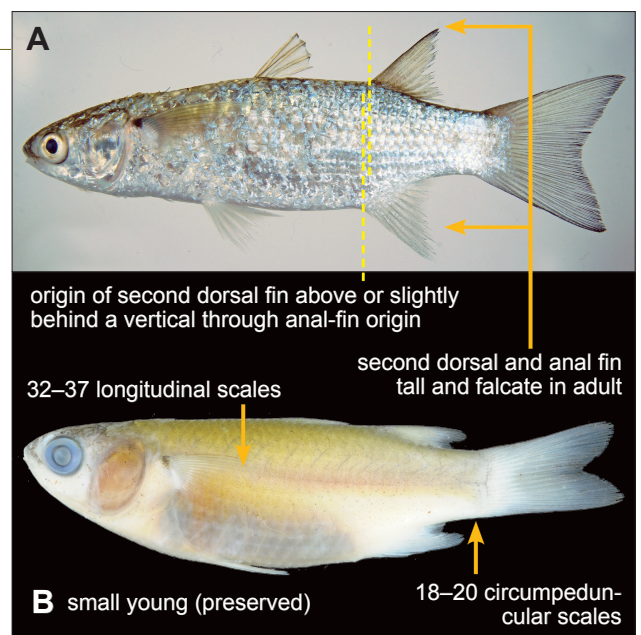 A
origin of second dorsal fin above or slightly
behind a vertical through anal-fin origin
second dorsal and anal fin
tall and falcate in adult
32–37 longitudinal scales
B small young (preserved)
18–20 circumpedun-
cular scales